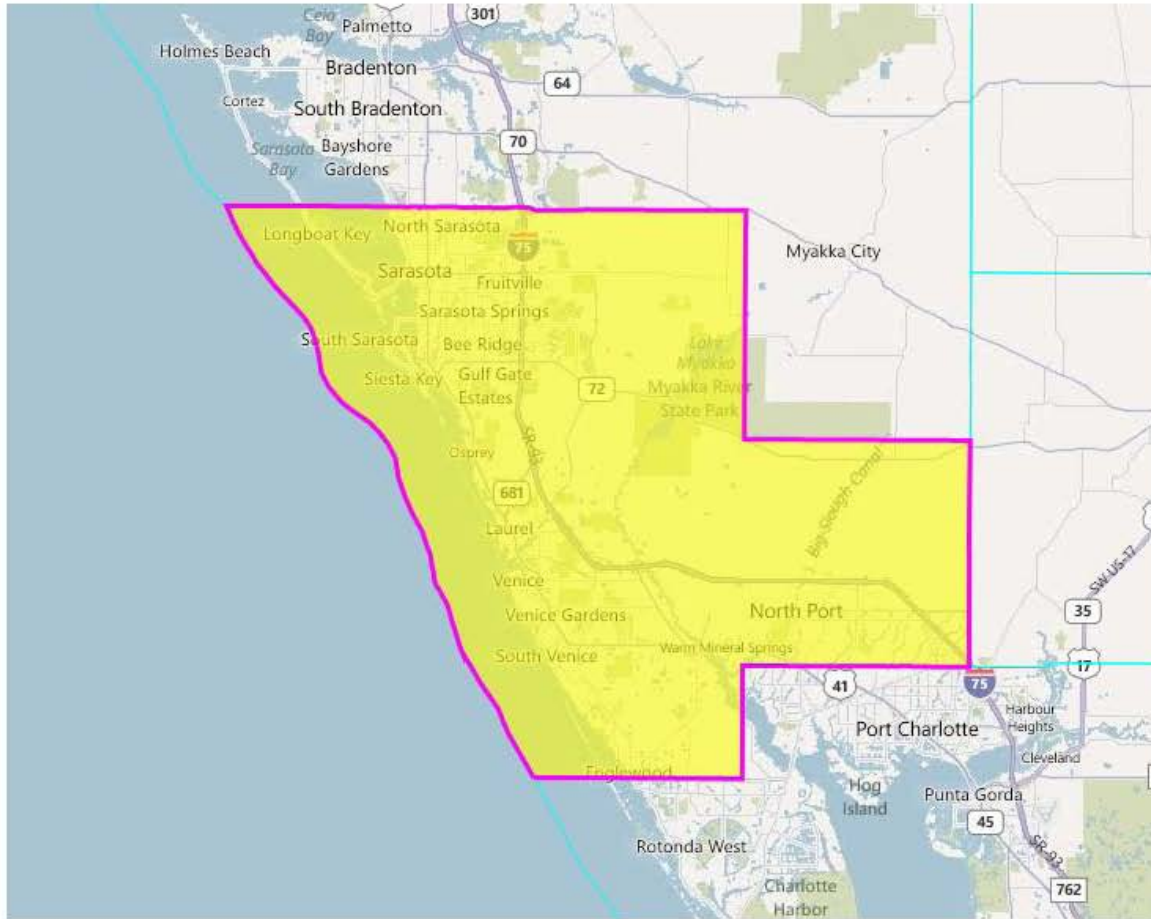 Ceia
Bay
Palmetto
301
Holmes Beach
Bradenton
64
Cortez
South Bradenton
70
Sarasota
Bay
Bayshore
Gardens
Longboat Key
North Sarasota
75
Myakka City
Sarasota
Fruitville
Sarasota Springs
South Sarasota
Bee Ridge
Lake
Myakka
Siesta Key
Gulf Gate
Estates
72
Myakka River
State Park
SR-93
Osprey
681
Big Slough Canal
Laurel
SW US-17
Venice
Venice Gardens
North Port
35
South Venice
Warm Mineral Springs
17
41
75
Harbour
Heights
Port Charlotte
Cleveland
Englewood
Hog
Island
Punta Gorda
45
Rotonda West
SR-93
762
Charlotte
Harbor